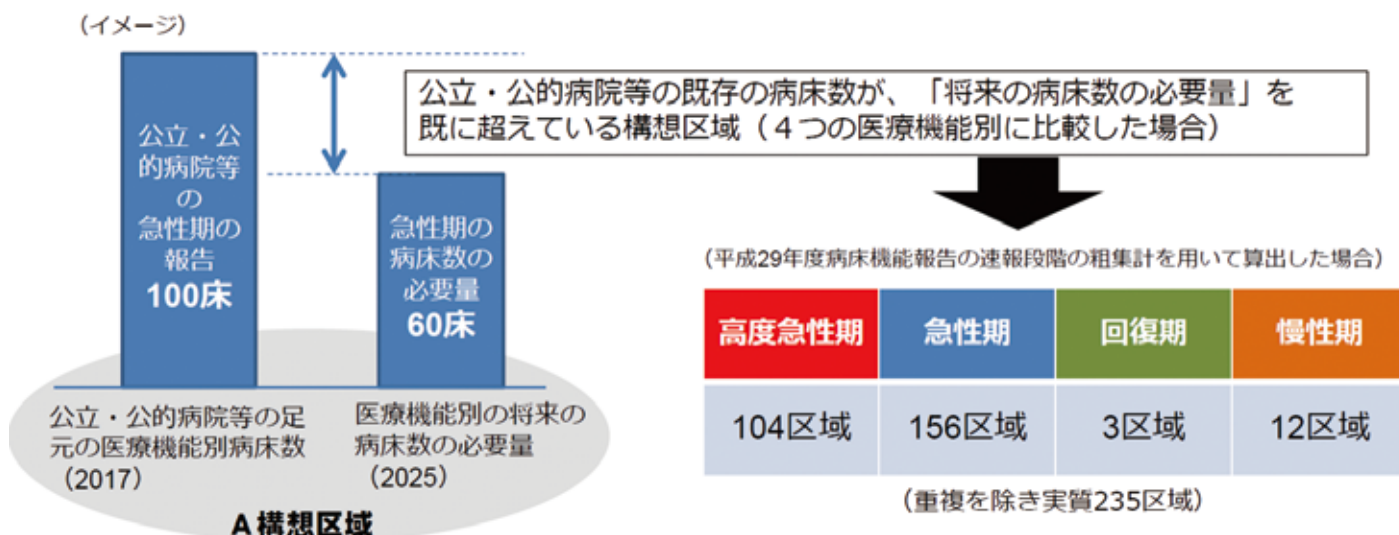 （イメージ）
公立・公
的病院等
の
急性期の
報告
100床
急性期の
病床数の
必要量
60床
公立・公的病院等の足
元の医療機能別病床数
（2017）
医療機能別の将来の
病床数の必要量
（2025）
A構想区域
公立・公的病院等の既存の病床数が、「将来の病床数の必要量」を
既に超えている構想区域（４つの医療機能別に比較した場合）
（平成29年度病床機能報告の速報段階の粗集計を用いて算出した場合）
高度急性期 急性期 回復期 慢性期
104区域 156区域 3区域 12区域
（重複を除き実質235区域）